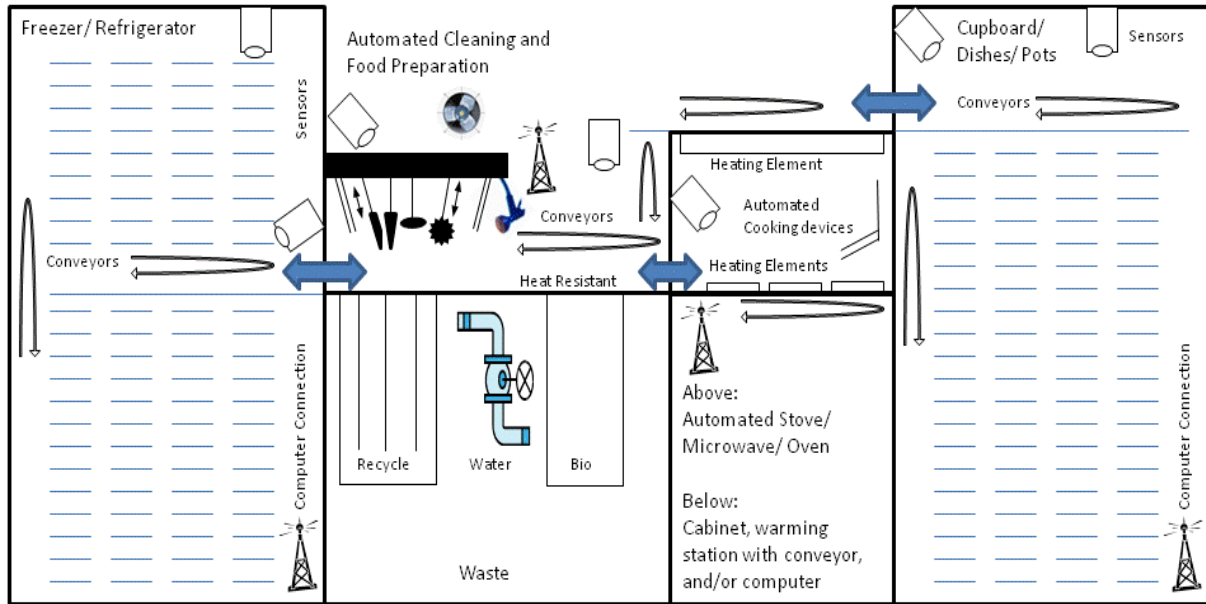 Freezer/ Refrigerator
Sensors
Conveyors
Computer Connection
Automated Cleaning and
Food Preparation
Conveyors
Heat Resistant
Recycle
Water
Bio
Waste
Heating Element
Automated
Cooking devices
Heating Elements
Above:
Automated Stove/
Microwave/ Oven
Below:
Cabinet, warming
station with conveyor,
and/or computer
Cupboard/
Dishes/ Pots
Sensors
Conveyors
Computer Connection